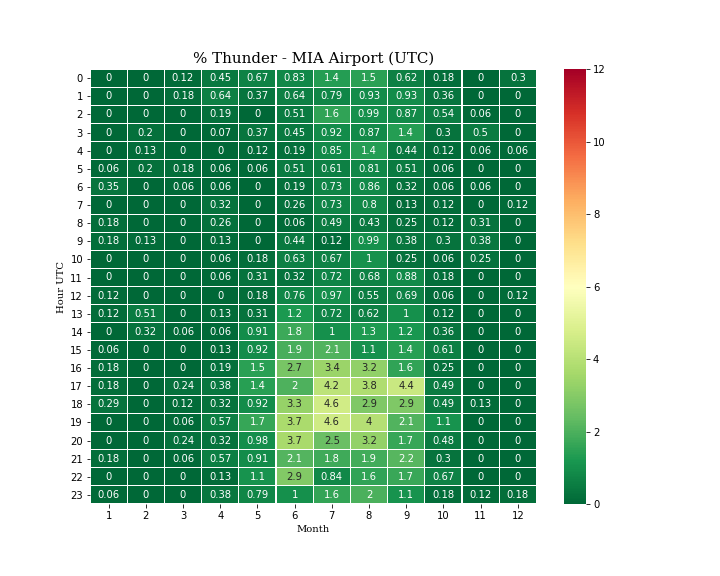 % Thunder - MIA Airport (UTC)
0 0 0 0.12 0.45 0.67 0.83 1.4 1.5 0.62 0.18 0 0.3
1 0 0 0.18 0.64 0.37 0.64 0.79 0.93 0.93 0.36 0 0
2 0 0 0 0.19 0 0.51 1.6 0.99 0.87 0.54 0.06 0
3 0 0.2 0 0.07 0.37 0.45 0.92 0.87 1.4 0.3 0.5 0
4 0 0.13 0 0 0.12 0.19 0.85 1.4 0.44 0.12 0.06 0.06
5 0.06 0.2 0.18 0.06 0.06 0.51 0.61 0.81 0.51 0.06 0 0
6 0.35 0 0.06 0.06 0 0.19 0.73 0.86 0.32 0.06 0.06 0
7 0 0 0 0.32 0 0.26 0.73 0.8 0.13 0.12 0 0.12
8 0.18 0 0 0.26 0 0.06 0.49 0.43 0.25 0.12 0.31 0
9 0.18 0.13 0 0.13 0 0.44 0.12 0.99 0.38 0.3 0.38 0
10 0 0 0 0.06 0.18 0.63 0.67 1 0.25 0.06 0.25 0
11 0 0 0 0.06 0.31 0.32 0.72 0.68 0.88 0.18 0 0
12 0.12 0 0 0 0.18 0.76 0.97 0.55 0.69 0.06 0 0.12
13 0.12 0.51 0 0.13 0.31 1.2 0.72 0.62 1 0.12 0 0
14 0 0.32 0.06 0.06 0.91 1.8 1 1.3 1.2 0.36 0 0
15 0.06 0 0 0.13 0.92 1.9 2.1 1.1 1.4 0.61 0 0
16 0.18 0 0 0.19 1.5 2.7 3.4 3.2 1.6 0.25 0 0
17 0.18 0 0.24 0.38 1.4 2 4.2 3.8 4.4 0.49 0 0
18 0.29 0 0.12 0.32 0.92 3.3 4.6 2.9 2.9 0.49 0.13 0
19 0 0 0.06 0.57 1.7 3.7 4.6 4 2.1 1.1 0 0
20 0 0 0.24 0.32 0.98 3.7 2.5 3.2 1.7 0.48 0 0
21 0.18 0 0.06 0.57 0.91 2.1 1.8 1.9 2.2 0.3 0 0
22 0 0 0 0.13 1.1 2.9 0.84 1.6 1.7 0.67 0 0
23 0.06 0 0 0.38 0.79 1 1.6 2 1.1 0.18 0.12 0.18
1 2 3 4 5 6 7 8 9 10 11 12
Month
Hour UTC
12
10
8
6
4
2
0